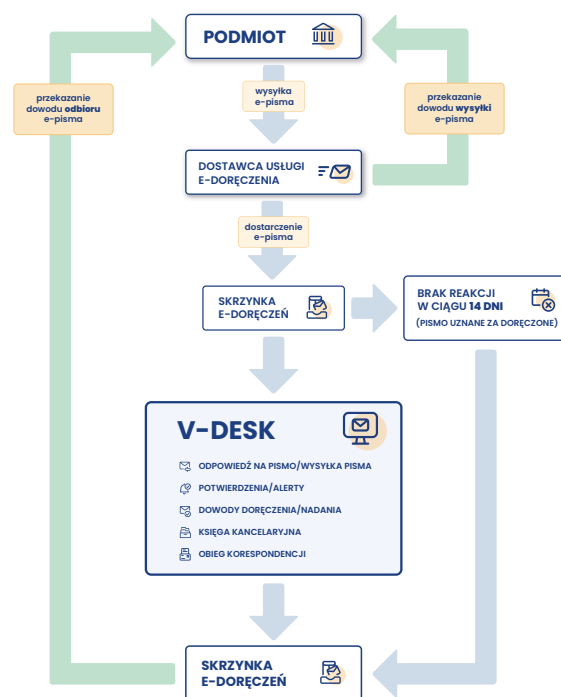 PODMIOT
wysyłka
e-pisma
przekazanie
dowodu odbioru
e-pisma
przekazanie
dowodu wysyłki
e-pisma
DOSTAWCA USŁUGI
E-DORĘCZENIA
dostarczenie
e-pisma
SKRZYNKA
E-DORĘCZEŃ
BRAK REAKCJI
W CIĄGU 14 DNI
(PISMO UZNANE ZA DORĘCZONE)
V-DESK
ODPOWIEDŹ NA PISMO/WYSYŁKA PISMA
POTWIERDZENIA/ALERTY
DOWODY DORĘCZENIA/NADANIA
KSIĘGA KANCELARYJNA
OBIEG KORESPONDENCJI
SKRZYNKA
E-DORĘCZEŃ